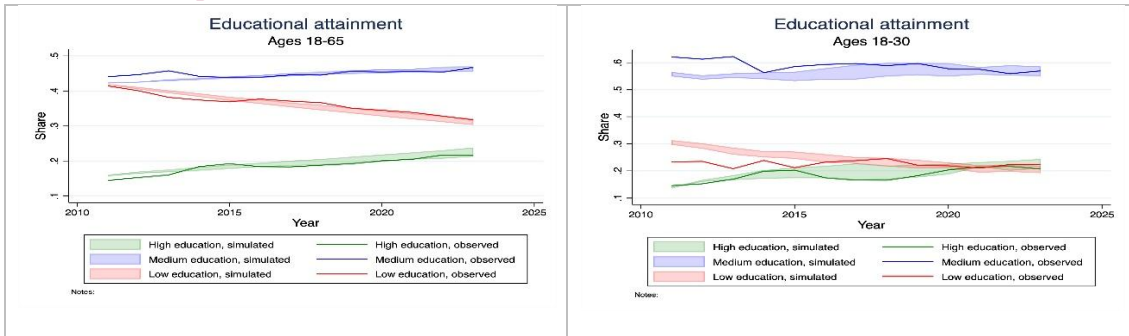 Educational attainment
Ages 18-65
.5
.4
.3
.2
.1
Share
2010
2015
2020
2025
Year
High education, simulated
High education, observed
Medium education, simulated
Medium education, observed
Low education, simulated
Low education, observed
Notes:
Educational attainment
Ages 18-30
.6
.5
.4
.3
.2
.1
Share
2010
2015
2020
2025
Year
High education, simulated
High education, observed
Medium education, simulated
Medium education, observed
Low education, simulated
Low education, observed
Notes: